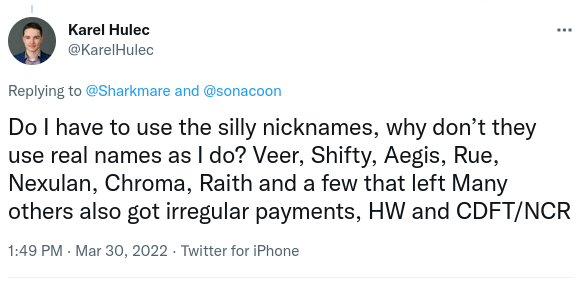 Karel Hulec
@KarelHulec
Replying to @Sharkmare and @sonacoon
Do I have to use the silly nicknames, why don’t they
use real names as I do? Veer, Shifty, Aegis, Rue,
Nexulan, Chroma, Raith and a few that left Many
others also got irregular payments, HW and CDFT/NCR
1:49 PM · Mar 30, 2022 · Twitter for iPhone